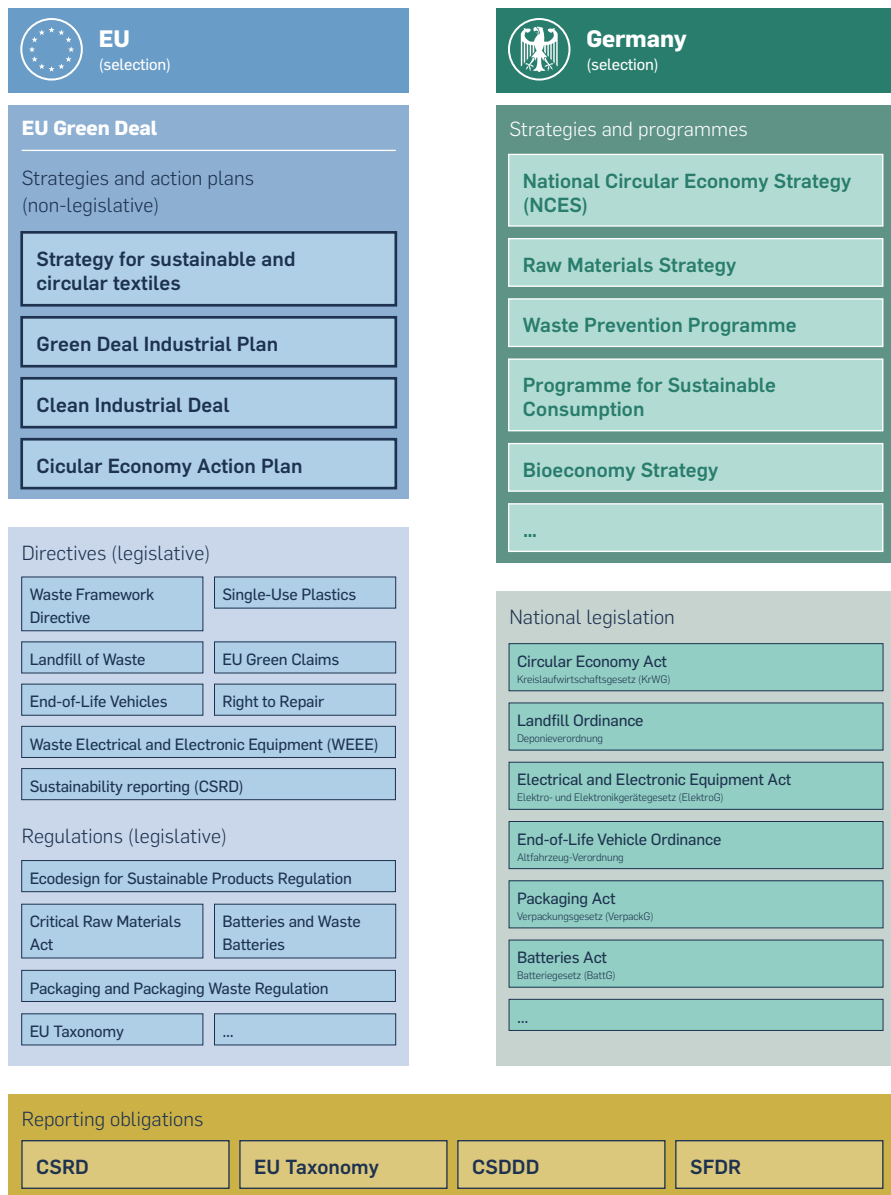 EU
(selection)
EU Green Deal
Strategies and action plans
(non-legislative)
Strategy for sustainable and
circular textiles
Green Deal Industrial Plan
Clean Industrial Deal
Cicular Economy Action Plan
Directives (legislative)
Waste Framework
Directive
Single-Use Plastics
Landfill of Waste
EU Green Claims
End-of-Life Vehicles
Right to Repair
Waste Electrical and Electronic Equipment (WEEE)
Sustainability reporting (CSRD)
Regulations (legislative)
Ecodesign for Sustainable Products Regulation
Critical Raw Materials
Act
Batteries and Waste
Batteries
Packaging and Packaging Waste Regulation
EU Taxonomy
...
Germany
(selection)
Strategies and programmes
National Circular Economy Strategy
(NCES)
Raw Materials Strategy
Waste Prevention Programme
Programme for Sustainable
Consumption
Bioeconomy Strategy
...
National legislation
Circular Economy Act
Kreislaufwirtschaftsgesetz (KrWG)
Landfill Ordinance
Deponieverordnung
Electrical and Electronic Equipment Act
Elektro- und Elektronikgerätegesetz (ElektroG)
End-of-Life Vehicle Ordinance
Altfahrzeug-Verordnung
Packaging Act
Verpackungsgesetz (VerpackG)
Batteries Act
Batteriegesetz (BattG)
...
Reporting obligations
CSRD
EU Taxonomy
CSDDD
SFDR